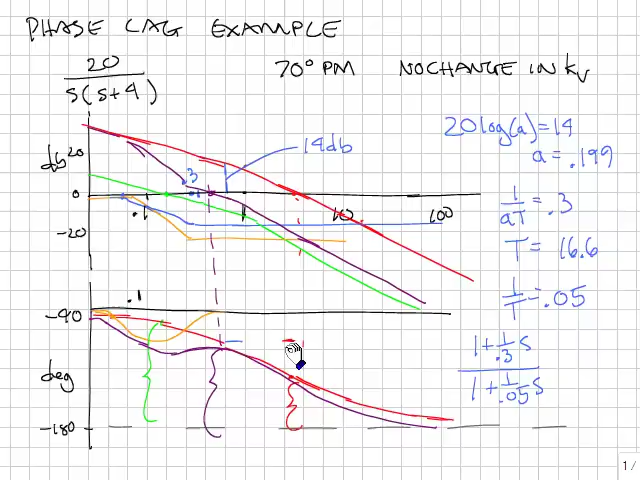 PHASE LAG EXAMPLE
20
s(s+4)
70° PM NO CHANGE IN Kv
20log(a)=14
a = .199
14db
db
20
0
-20
.3
.1
1
10
100
1/aT = .3
T = 16.6
1/T = .05
.1
-90
deg
-180
1+1/.3 s
1+1/.05 s
1/